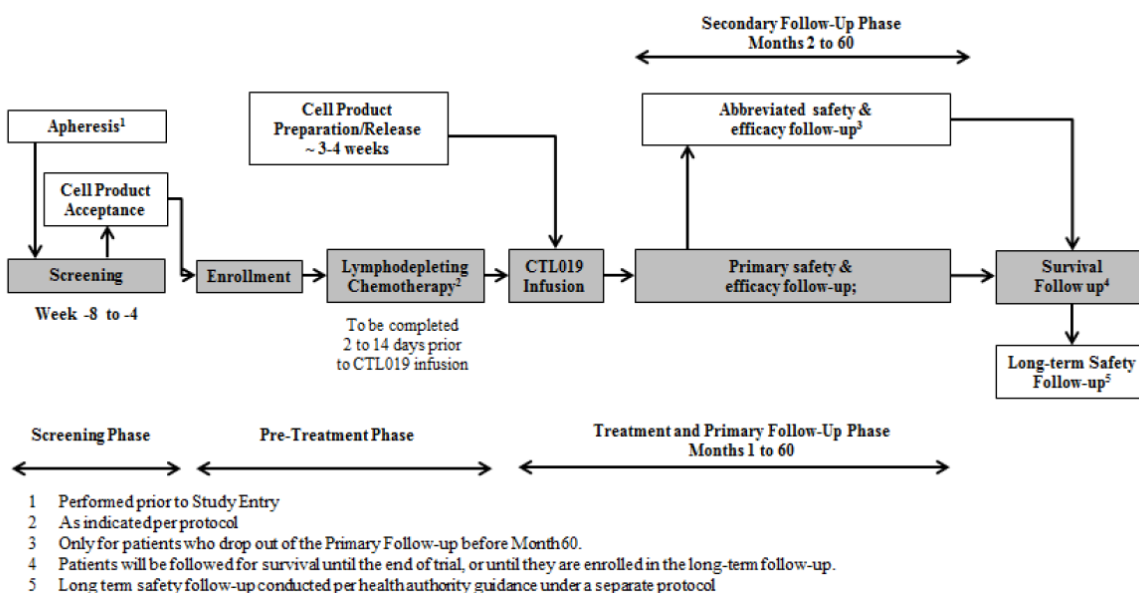 Secondary Follow-Up Phase
Months 2 to 60
Apheresis1
Cell Product
Preparation/Release
~ 3-4 weeks
Abbreviated safety &
efficacy follow-up3
Cell Product
Acceptance
Screening
Enrollment
Lymphodepleting
Chemotherapy2
CTL019
Infusion
Primary safety &
efficacy follow-up;
Survival
Follow up4
Week -8 to -4
To be completed
2 to 14 days prior
to CTL019 infusion
Long-term Safety
Follow-up5
Screening Phase
Pre-Treatment Phase
Treatment and Primary Follow-Up Phase
Months 1 to 60
1 Performed prior to Study Entry
2 As indicated per protocol
3 Only for patients who drop out of the Primary Follow-up before Month 60.
4 Patients will be followed for survival until the end of trial, or until they are enrolled in the long-term follow-up.
5 Long term safety follow-up conducted per health authority guidance under a separate protocol